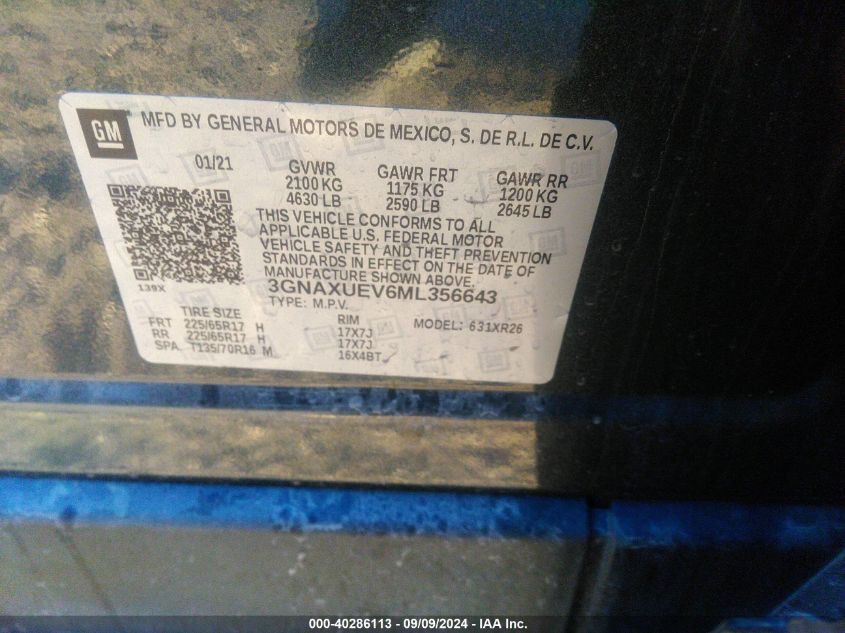 GM
MFD BY GENERAL MOTORS DE MEXICO, S. DE R.L. DE C.V.
01/21 GVWR GAWR FRT GAWR RR
2100 KG 1175 KG 1200 KG
4630 LB 2590 LB 2645 LB
THIS VEHICLE CONFORMS TO ALL
APPLICABLE U.S. FEDERAL MOTOR
VEHICLE SAFETY AND THEFT PREVENTION
STANDARDS IN EFFECT ON THE DATE OF
MANUFACTURE SHOWN ABOVE.
139X
3GNAXUEV6ML356643
TYPE: M.P.V.
TIRE SIZE RIM MODEL: 631XR26
FRT 225/65R17 H 17X7J
RR 225/65R17 H 17X7J
SPA T135/70R16 M 16X4BT
000-40286113 - 09/09/2024 - IAA Inc.